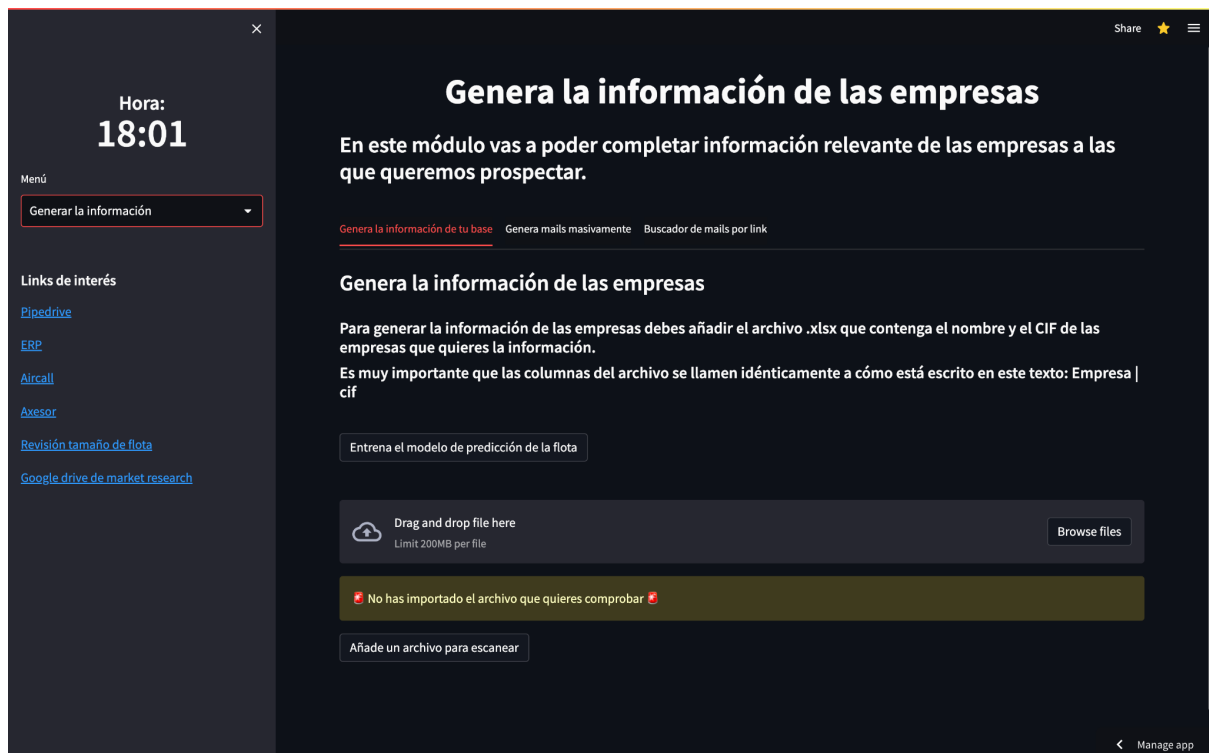 Share
Hora:
18:01
Menú
Generar la información
Links de interés
Pipedrive
ERP
Aircall
Axesor
Revisión tamaño de flota
Google drive de market research
Genera la información de las empresas
En este módulo vas a poder completar información relevante de las empresas a las
que queremos prospectar.
Genera la información de tu base Genera mails masivamente Buscador de mails por link
Genera la información de las empresas
Para generar la información de las empresas debes añadir el archivo .xlsx que contenga el nombre y el CIF de las
empresas que quieres la información.
Es muy importante que las columnas del archivo se llamen idénticamente a cómo está escrito en este texto: Empresa |
cif
Entrena el modelo de predicción de la flota
Drag and drop file here
Limit 200MB per file
Browse files
🚨 No has importado el archivo que quieres comprobar 🚨
Añade un archivo para escanear
Manage app